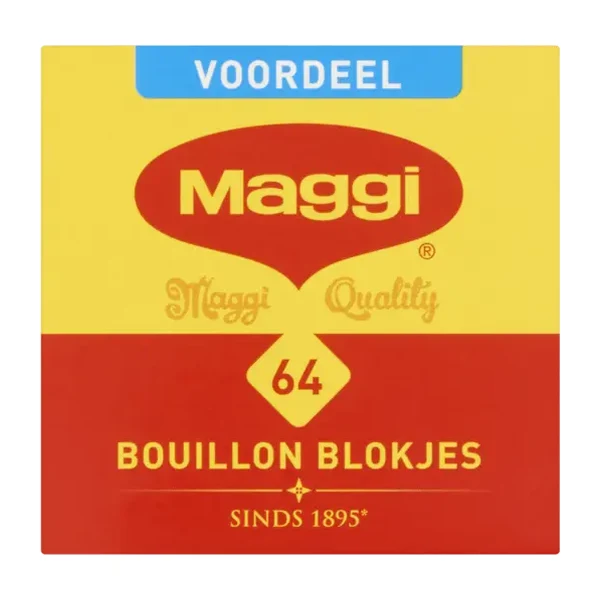 VOORDEEL
Maggi
®
Maggi Quality
64
BOUILLON BLOKJES
SINDS 1895*